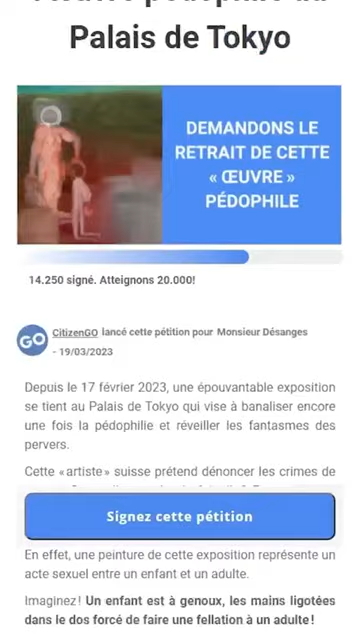 Palais de Tokyo
DEMANDONS LE
RETRAIT DE CETTE
« ŒUVRE »
PÉDOPHILE
14.250 signé. Atteignons 20.000!
GO
CitizenGO lancé cette pétition pour Monsieur Désanges
- 19/03/2023
Depuis le 17 février 2023, une épouvantable exposition
se tient au Palais de Tokyo qui vise à banaliser encore
une fois la pédophilie et réveiller les fantasmes des
pervers.
Cette « artiste » suisse prétend dénoncer les crimes de
Signez cette pétition
En effet, une peinture de cette exposition représente un
acte sexuel entre un enfant et un adulte.
Imaginez ! Un enfant est à genoux, les mains ligotées
dans le dos forcé de faire une fellation à un adulte !